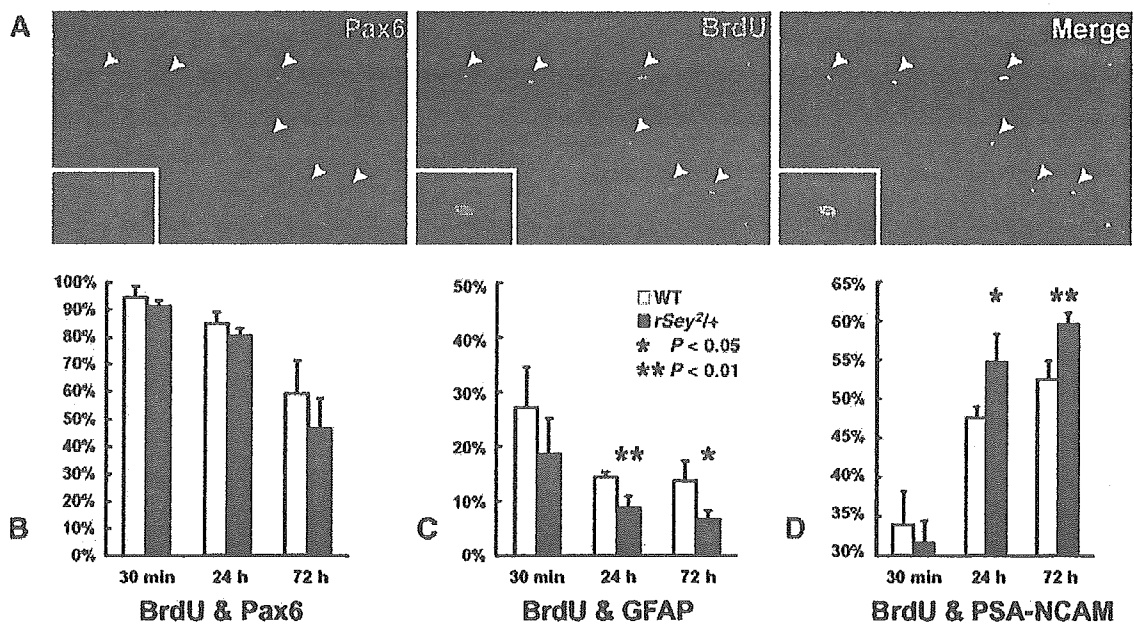 A
Pax6
BrdU
Merge
100%
90%
80%
70%
60%
50%
40%
30%
20%
10%
0%
B
30 min 24 h 72 h
BrdU & Pax6
50%
40%
30%
20%
10%
0%
C
WT
rSey²/+
* P < 0.05
** P < 0.01
**
*
30 min 24 h 72 h
BrdU & GFAP
65%
60%
55%
50%
45%
40%
35%
30%
D
*
**
30 min 24 h 72 h
BrdU & PSA-NCAM